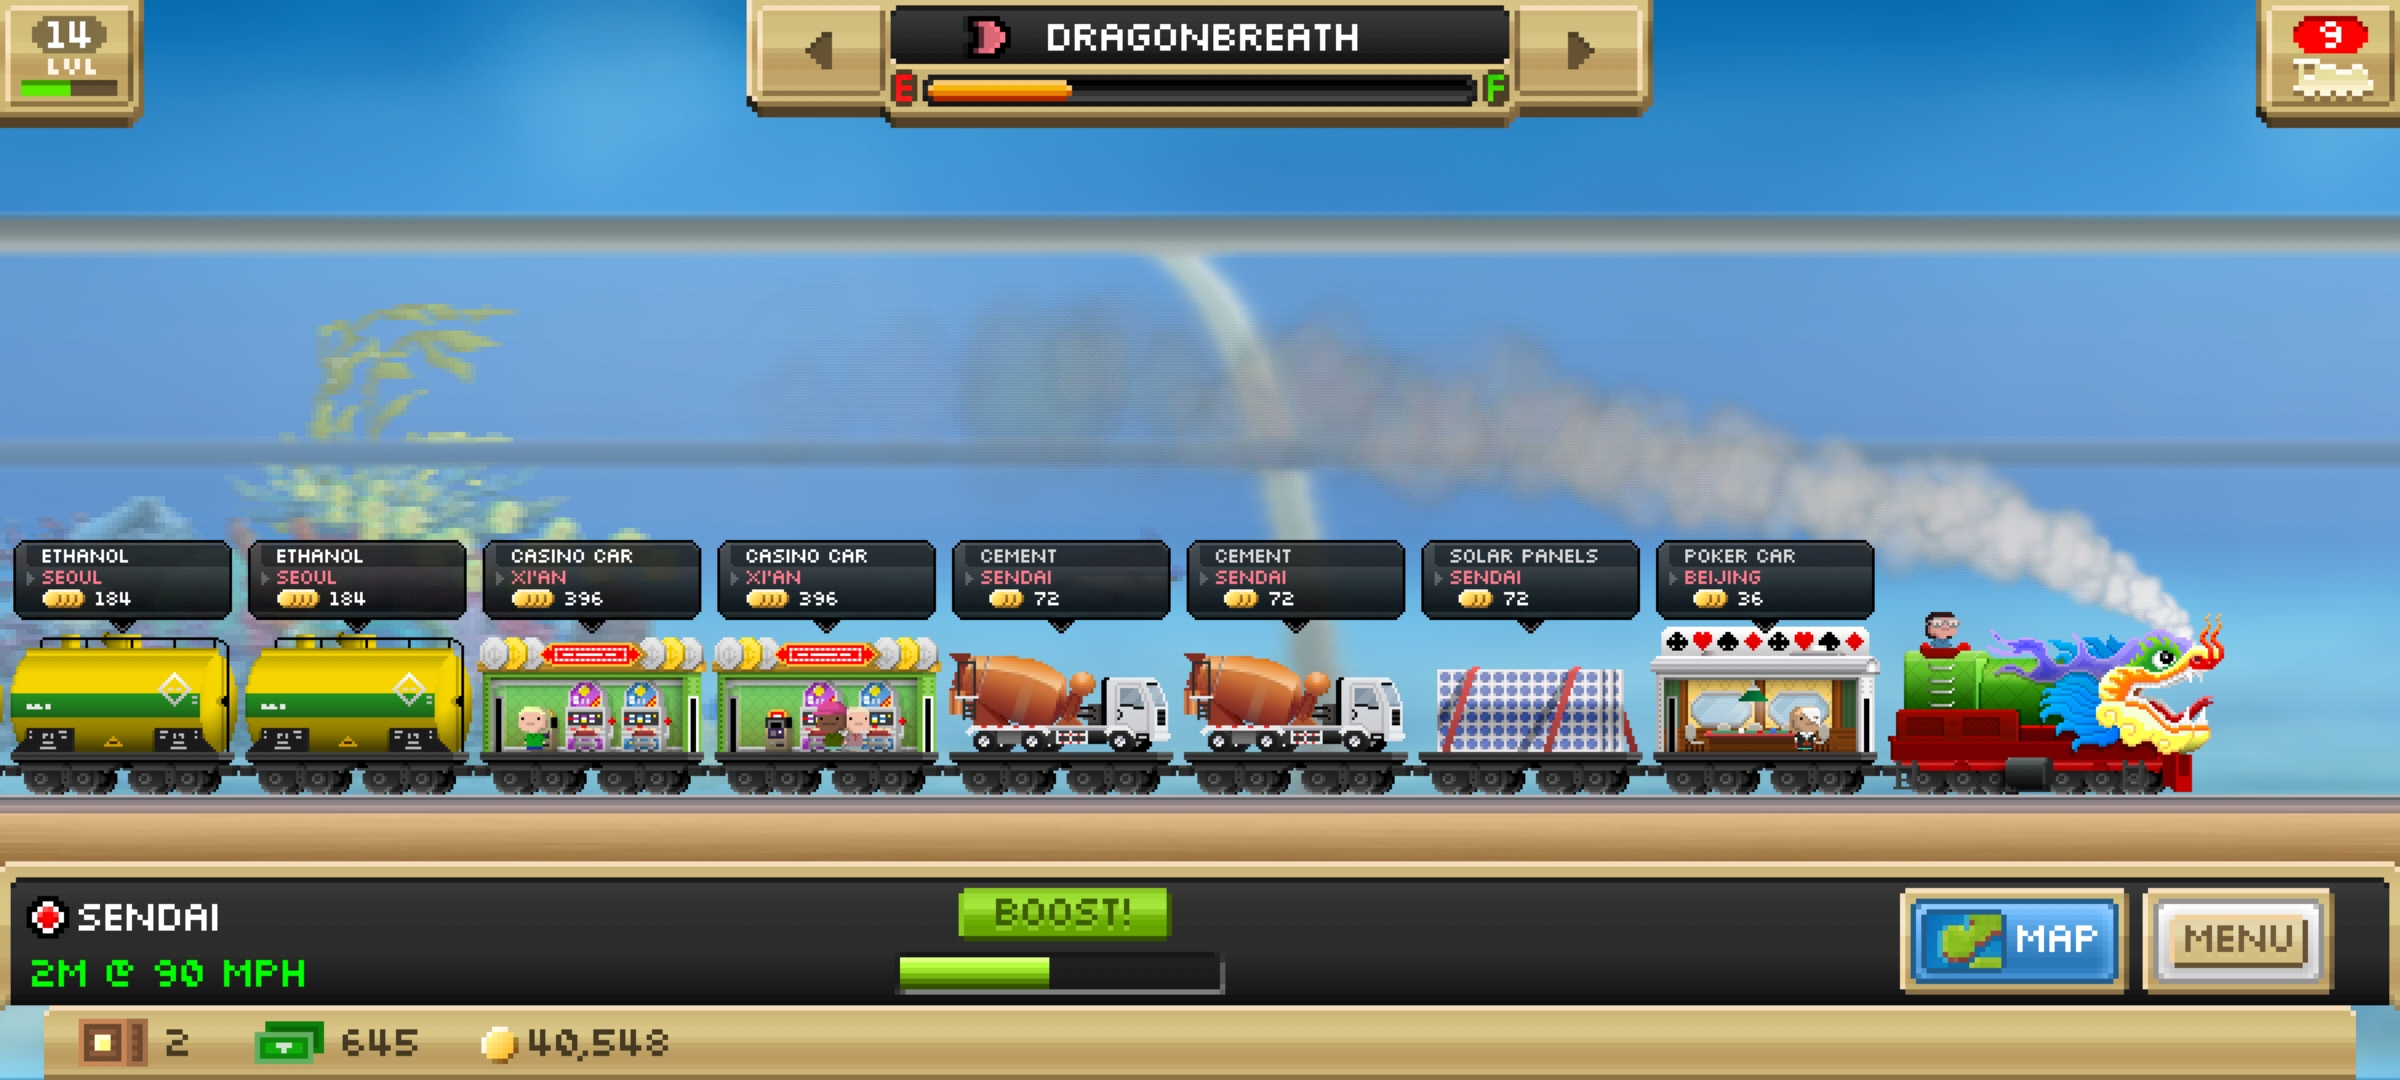 14
LVL
DRAGONBREATH
E
F
9
ETHANOL
SEOUL
184
ETHANOL
SEOUL
184
CASINO CAR
XI'AN
396
CASINO CAR
XI'AN
396
CEMENT
SENDAI
72
CEMENT
SENDAI
72
SOLAR PANELS
SENDAI
72
POKER CAR
BEIJING
36
SENDAI
2M @ 90 MPH
BOOST!
MAP
MENU
2
645
40,548